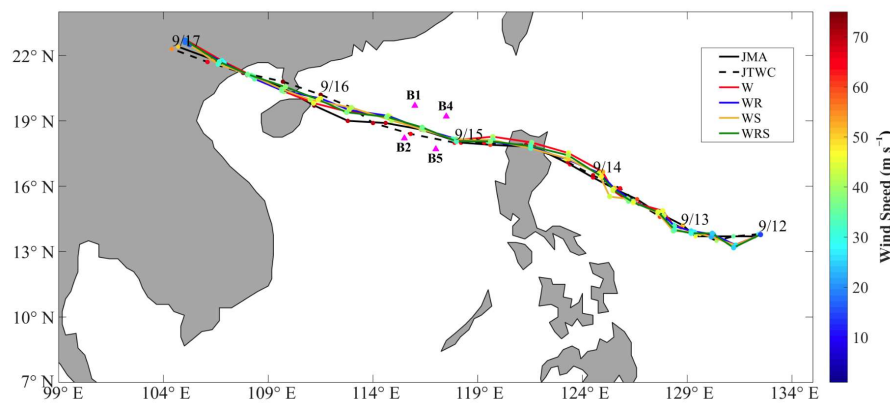 22° N
19° N
16° N
13° N
10° N
7° N
99° E
104° E
109° E
114° E
119° E
124° E
129° E
134° E
9/17
9/16
9/15
9/14
9/13
9/12
B1
B4
B2
B5
JMA
JTWC
W
WR
WS
WRS
70
60
50
40
30
20
10
Wind Speed (m s⁻¹)